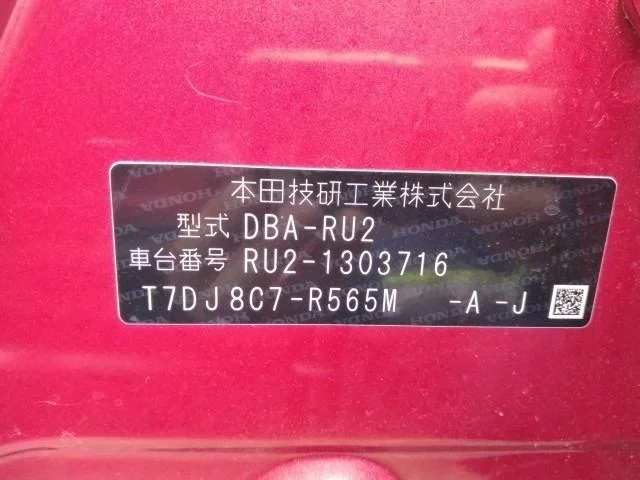 本田技研工業株式会社
型式 DBA-RU2
車台番号 RU2-1303716
T7DJ8C7-R565M -A -J